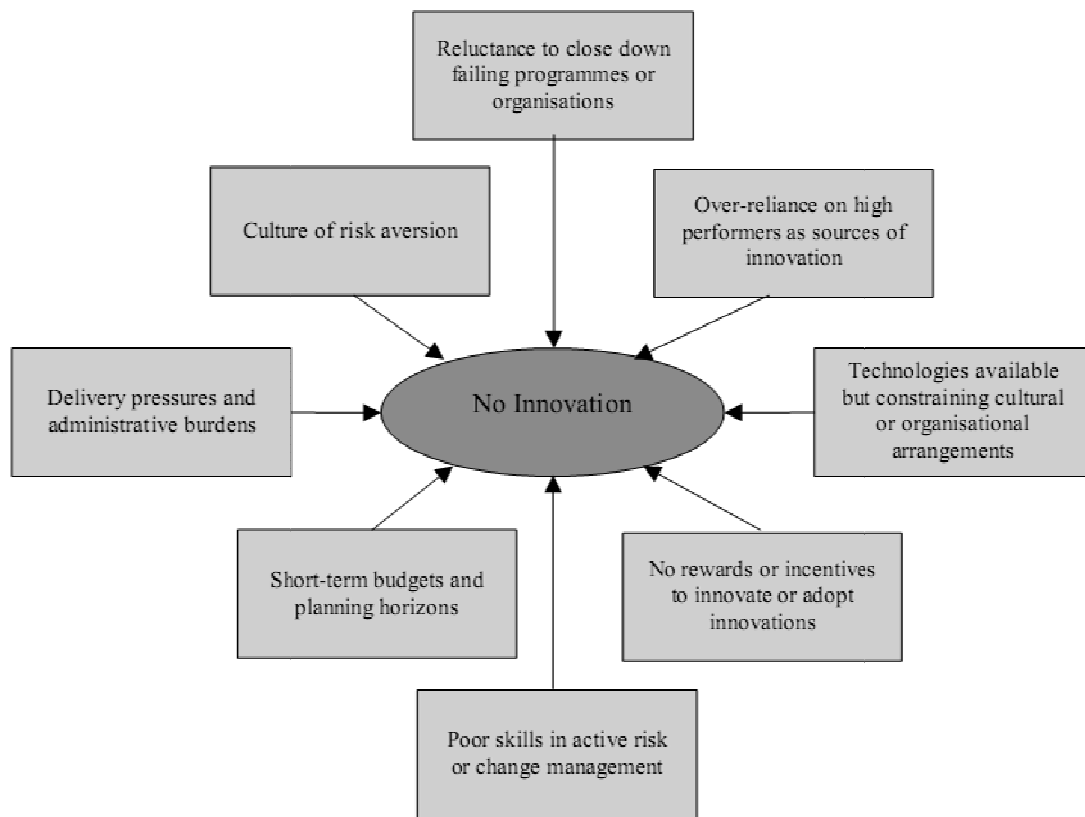 Reluctance to close down
failing programmes or
organisations
Culture of risk aversion
Over-reliance on high
performers as sources of
innovation
Delivery pressures and
administrative burdens
No Innovation
Technologies available
but constraining cultural
or organisational
arrangements
Short-term budgets and
planning horizons
No rewards or incentives
to innovate or adopt
innovations
Poor skills in active risk
or change management